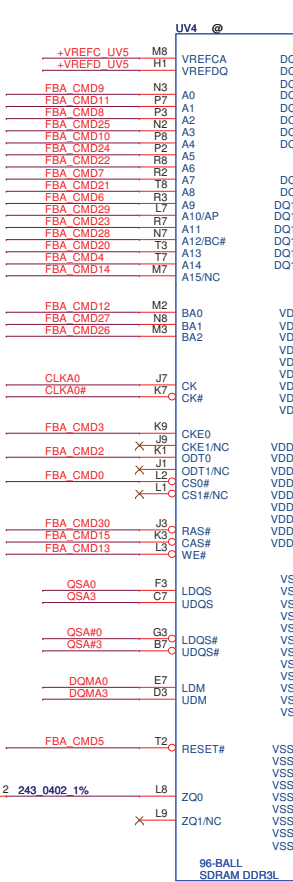 UV4 @
+VREFC_UV5 M8 VREFCA
+VREFD_UV5 H1 VREFDQ
FBA_CMD9 N3 A0
FBA_CMD11 P7 A1
FBA_CMD8 P3 A2
FBA_CMD25 N2 A3
FBA_CMD10 P8 A4
FBA_CMD24 P2 A5
FBA_CMD22 R8 A6
FBA_CMD7 R2 A7
FBA_CMD21 T8 A8
FBA_CMD6 R3 A9
FBA_CMD29 L7 A10/AP
FBA_CMD23 R7 A11
FBA_CMD28 N7 A12/BC#
FBA_CMD20 T3 A13
FBA_CMD4 T7 A14
FBA_CMD14 M7 A15/NC
FBA_CMD12 M2 BA0
FBA_CMD27 N8 BA1
FBA_CMD26 M3 BA2
CLKA0 J7 CK
CLKA0# K7 CK#
FBA_CMD3 K9 CKE0
J9 CKE1/NC
FBA_CMD2 K1 ODT0
J1 ODT1/NC
FBA_CMD0 L2 CS0#
L1 CS1#/NC
FBA_CMD30 J3 RAS#
FBA_CMD15 K3 CAS#
FBA_CMD13 L3 WE#
QSA0 F3 LDQS
QSA3 C7 UDQS
QSA#0 G3 LDQS#
QSA#3 B7 UDQS#
DQMA0 E7 LDM
DQMA3 D3 UDM
FBA_CMD5 T2 RESET#
2 243_0402_1% L8 ZQ0
L9 ZQ1/NC
96-BALL
SDRAM DDR3L